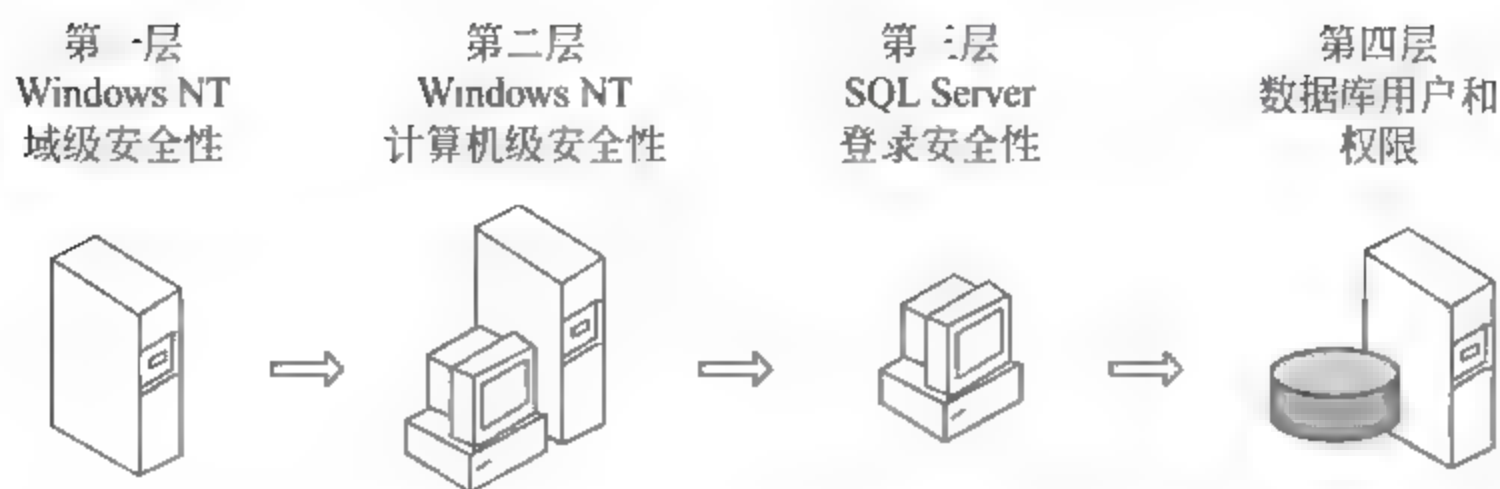 第一层
Windows NT
域级安全性
第二层
Windows NT
计算机级安全性
第三层
SQL Server
登录安全性
第四层
数据库用户和
权限